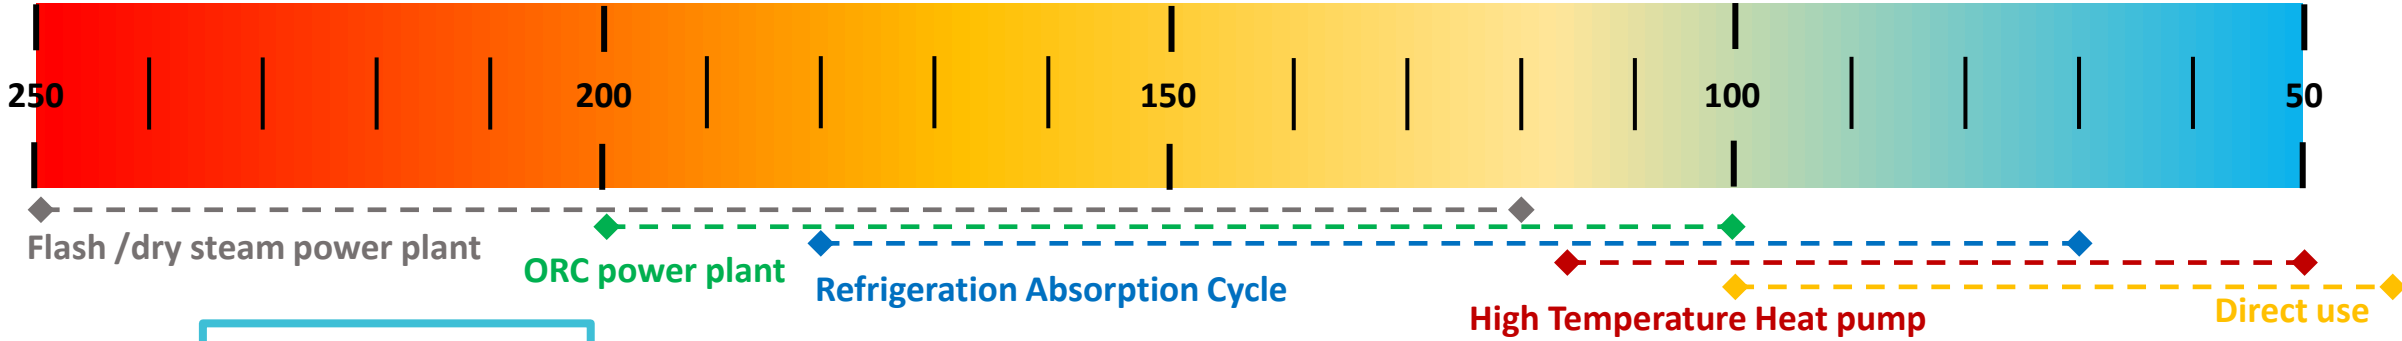 250 200 150 100 50
Flash /dry steam power plant
ORC power plant
Refrigeration Absorption Cycle
High Temperature Heat pump
Direct use